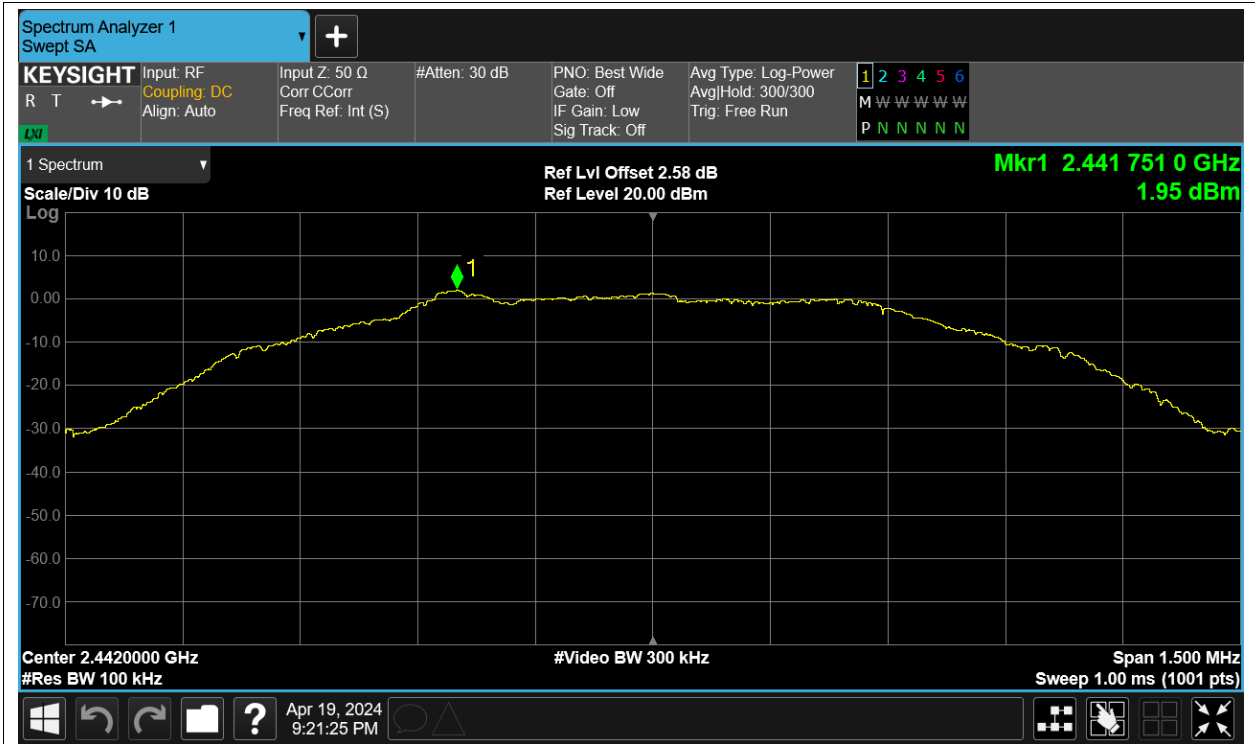 Spectrum Analyzer 1
Swept SA
KEYSIGHT
R T
LXI
Input: RF
Coupling: DC
Align: Auto
Input Z: 50 Ω
Corr CCorr
Freq Ref: Int (S)
#Atten: 30 dB
PNO: Best Wide
Gate: Off
IF Gain: Low
Sig Track: Off
Avg Type: Log-Power
Avg|Hold: 300/300
Trig: Free Run
1 2 3 4 5 6
M W W W W W
P N N N N N
1 Spectrum
Scale/Div 10 dB
Log
Ref Lvl Offset 2.58 dB
Ref Level 20.00 dBm
Mkr1 2.441 751 0 GHz
1.95 dBm
1
10.0
0.00
-10.0
-20.0
-30.0
-40.0
-50.0
-60.0
-70.0
Center 2.4420000 GHz
#Res BW 100 kHz
#Video BW 300 kHz
Span 1.500 MHz
Sweep 1.00 ms (1001 pts)
?
Apr 19, 2024
9:21:25 PM